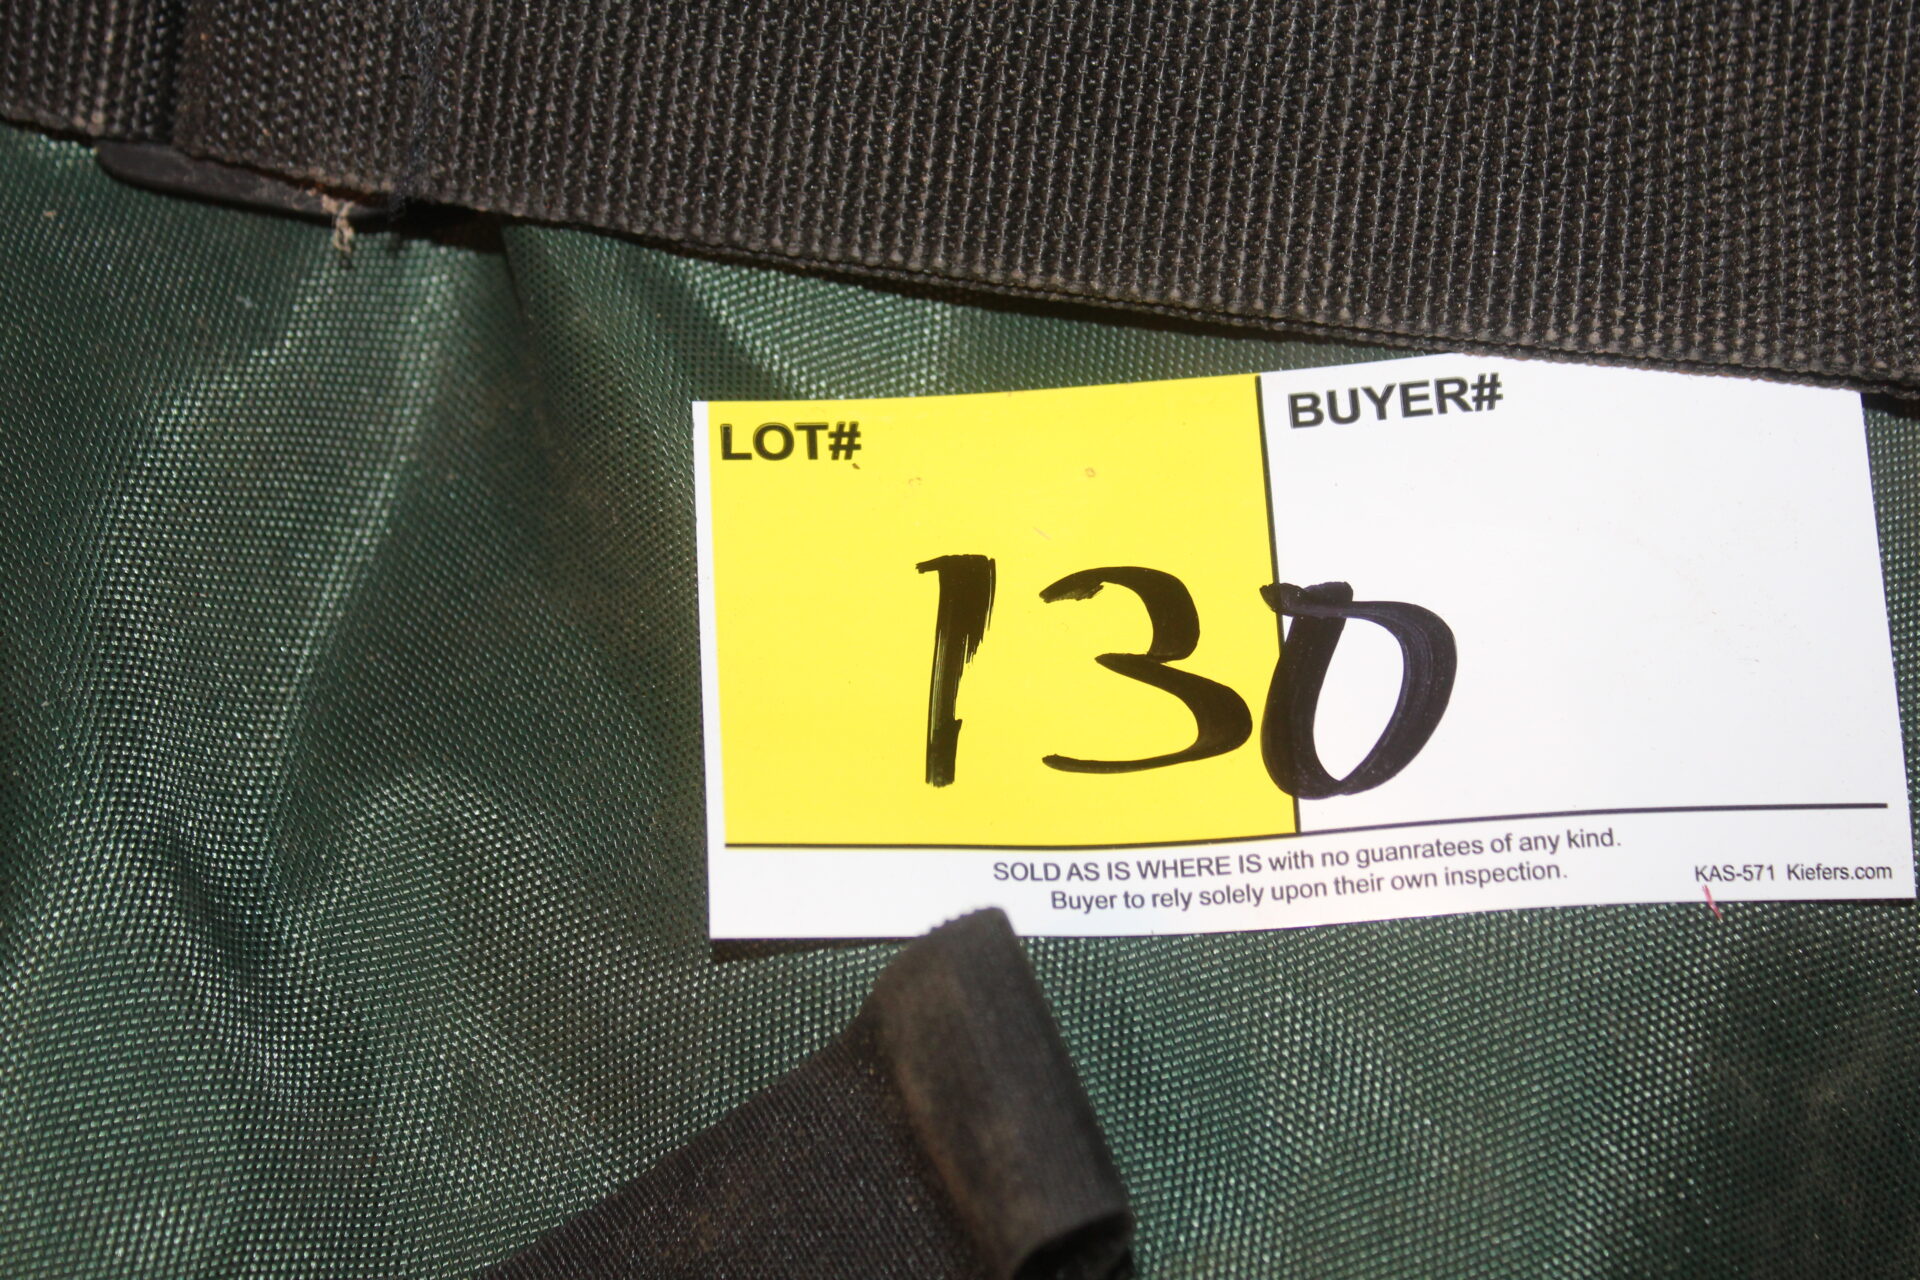 LOT#
BUYER#
130
SOLD AS IS WHERE IS with no guanratees of any kind.
Buyer to rely solely upon their own inspection.
KAS-571 Kiefers.com